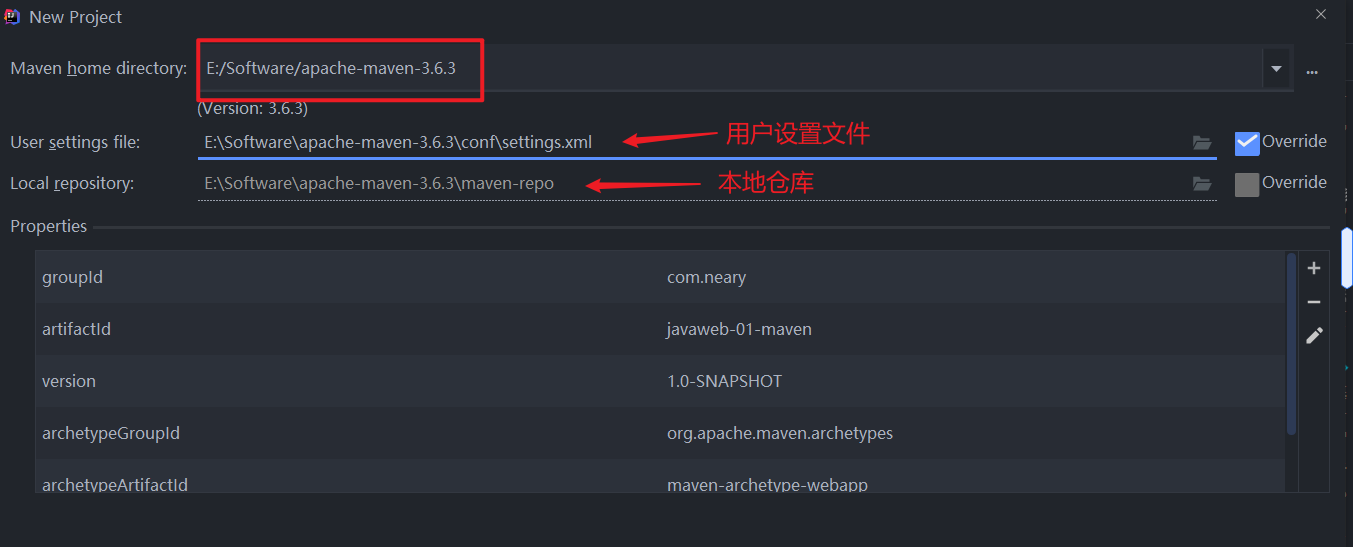 New Project
Maven home directory: E:/Software/apache-maven-3.6.3 ...
(Version: 3.6.3)
User settings file: E:\Software\apache-maven-3.6.3\conf\settings.xml 用户设置文件 Override
Local repository: E:\Software\apache-maven-3.6.3\maven-repo 本地仓库 Override
Properties
groupId com.neary
artifactId javaweb-01-maven
version 1.0-SNAPSHOT
archetypeGroupId org.apache.maven.archetypes
archetypeArtifactId maven-archetype-webapp